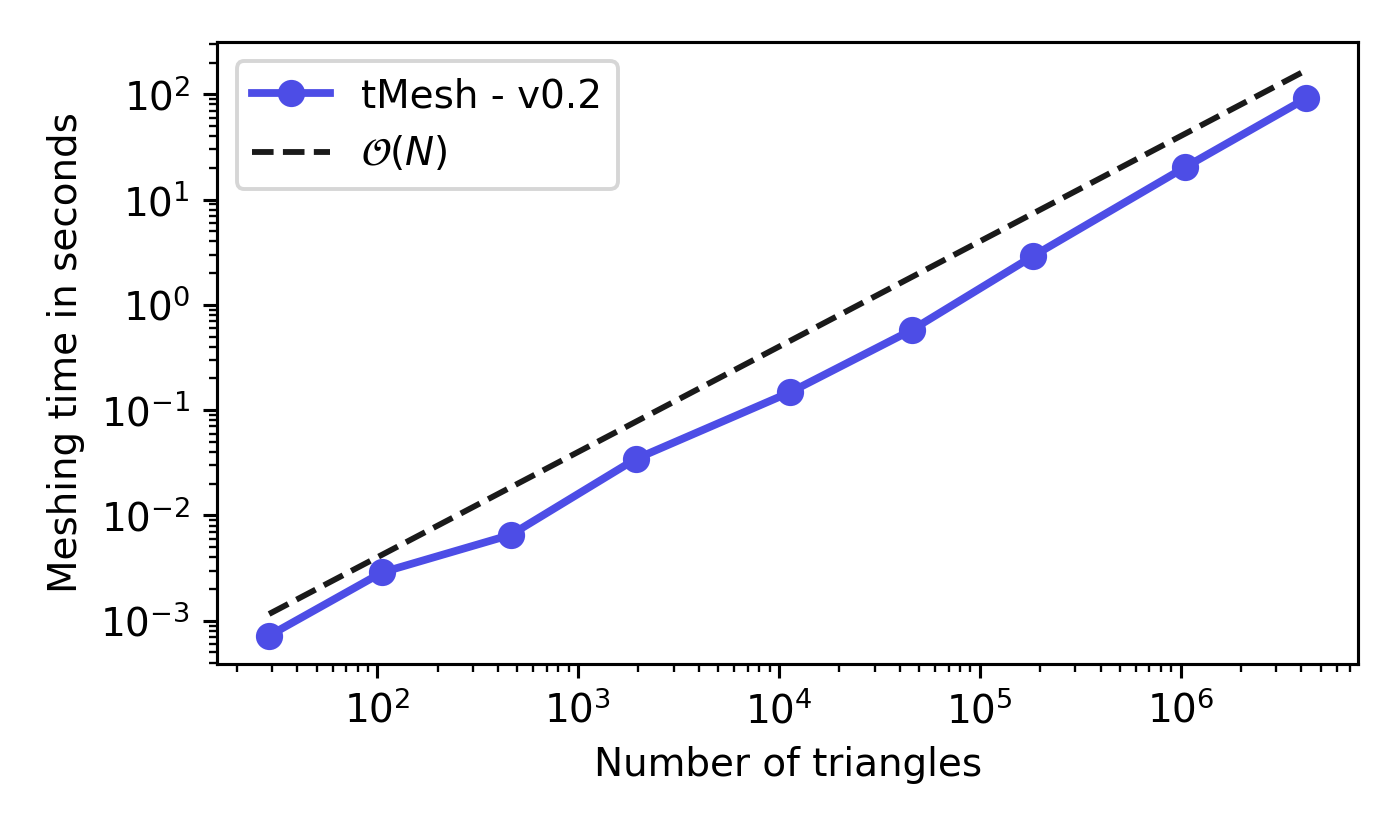 tMesh - v0.2
𝒪(N)
Meshing time in seconds
10²
10¹
10⁰
10⁻¹
10⁻²
10⁻³
10² 10³ 10⁴ 10⁵ 10⁶
Number of triangles